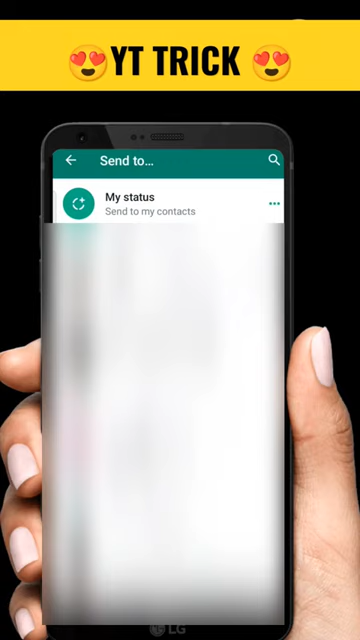 😍YT TRICK 😍
Send to...
My status
Send to my contacts
LG